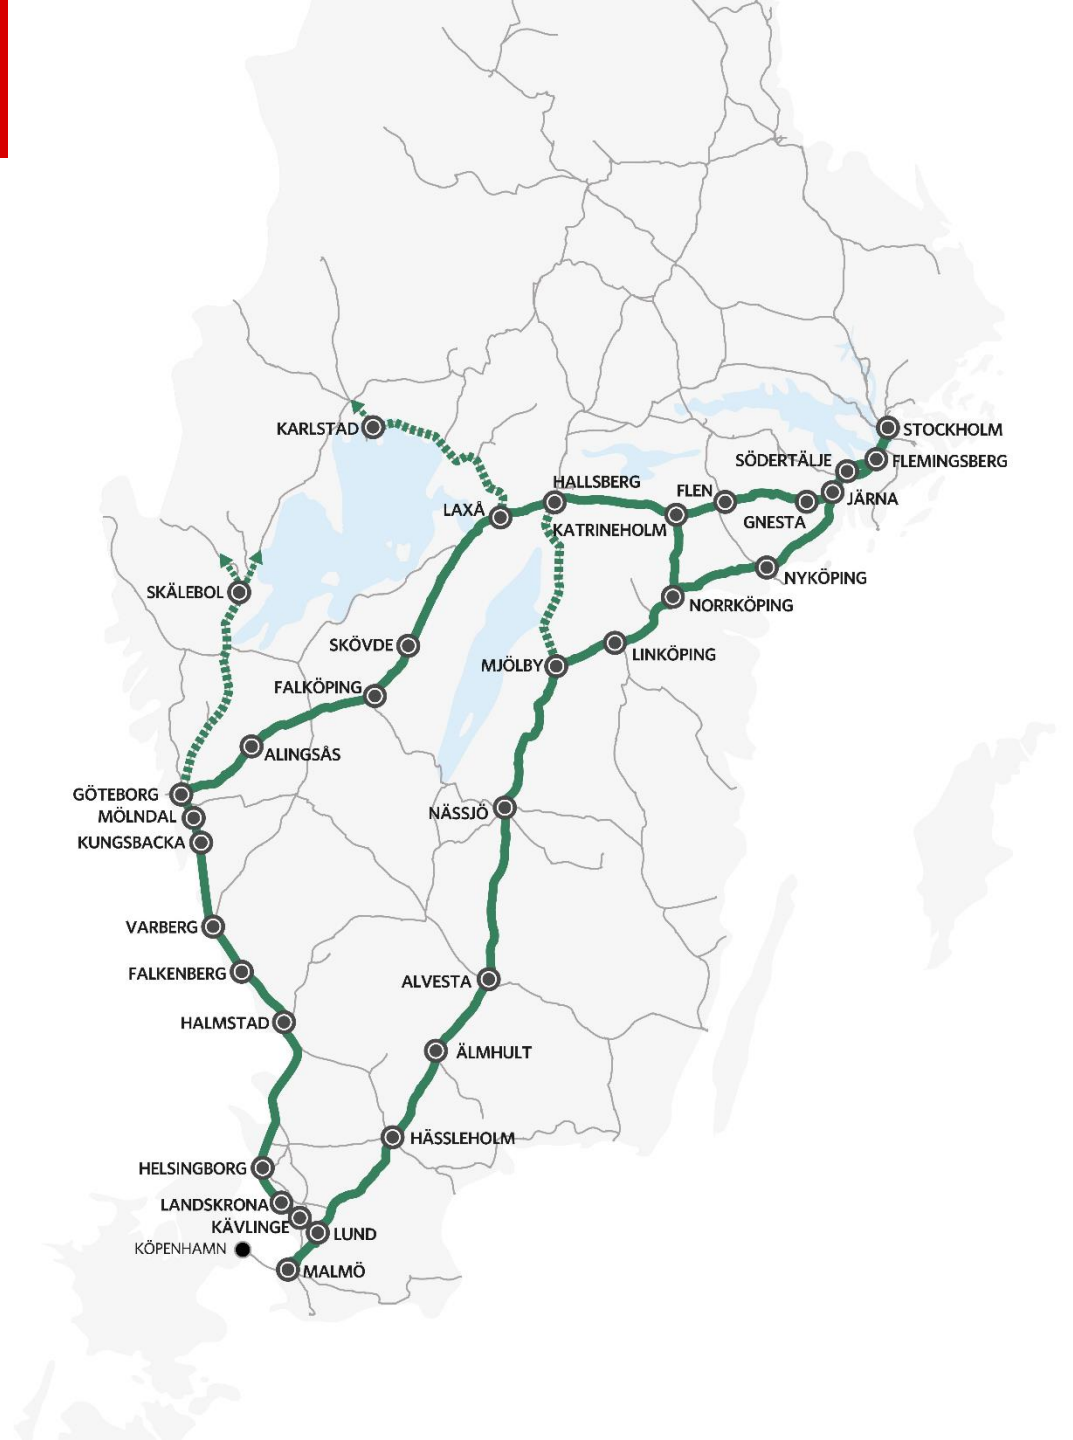 KARLSTAD
STOCKHOLM
SÖDERTÄLJE
FLEMINGSBERG
HALLSBERG
FLEN
JÄRNA
LAXÅ
GNESTA
KATRINEHOLM
NYKÖPING
SKÄLEBOL
NORRKÖPING
SKÖVDE
LINKÖPING
MJÖLBY
FALKÖPING
ALINGSÅS
GÖTEBORG
MÖLNDAL
NÄSSJÖ
KUNGSBACKA
VARBERG
FALKENBERG
ALVESTA
HALMSTAD
ÄLMHULT
HÄSSLEHOLM
HELSINGBORG
LANDSKRONA
KÄVLINGE
LUND
KÖPENHAMN
MALMÖ